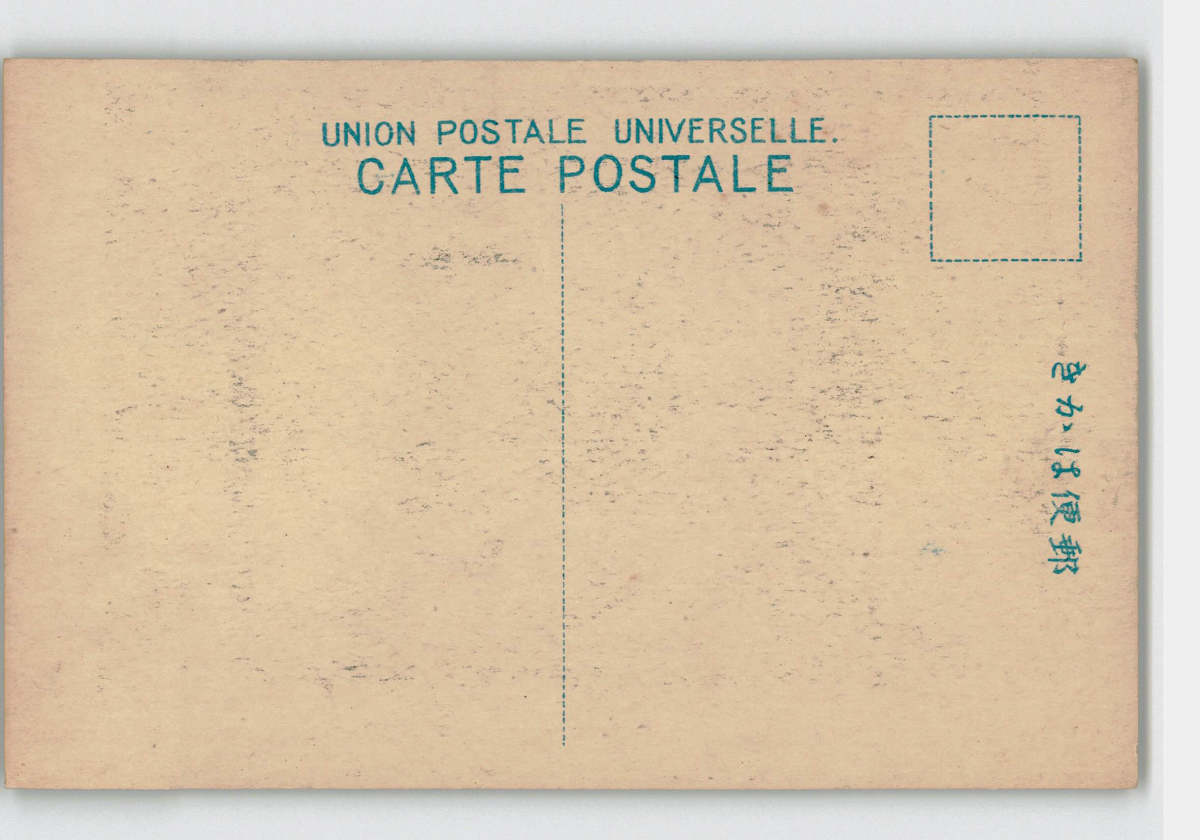 UNION POSTALE UNIVERSELLE.
CARTE POSTALE
郵便はかき